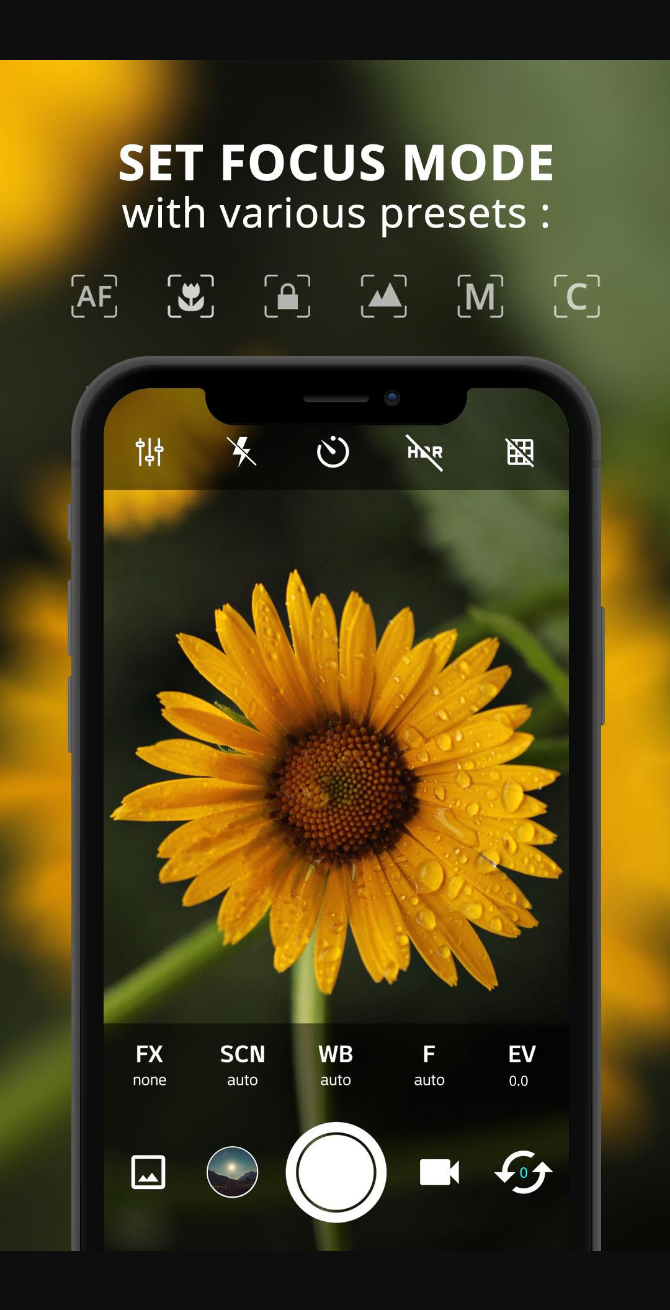 SET FOCUS MODE
with various presets :
AF M C
HDR
FX SCN WB F EV
none auto auto auto 0.0
0